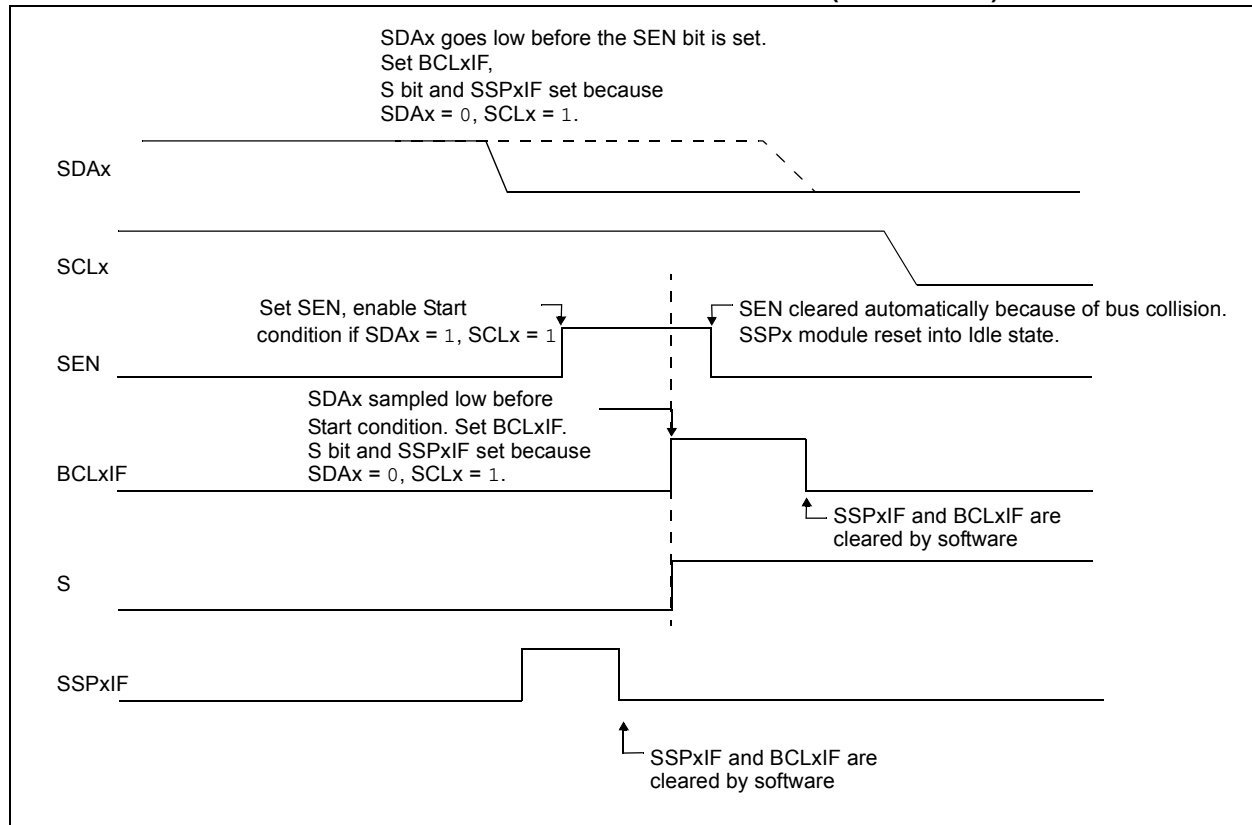 SDAx goes low before the SEN bit is set.
Set BCLxIF,
S bit and SSPxIF set because
SDAx = 0, SCLx = 1.
SDAx
SCLx
Set SEN, enable Start
condition if SDAx = 1, SCLx = 1
SEN cleared automatically because of bus collision.
SSPx module reset into Idle state.
SEN
SDAx sampled low before
Start condition. Set BCLxIF.
S bit and SSPxIF set because
SDAx = 0, SCLx = 1.
BCLxIF
SSPxIF and BCLxIF are
cleared by software
S
SSPxIF
SSPxIF and BCLxIF are
cleared by software